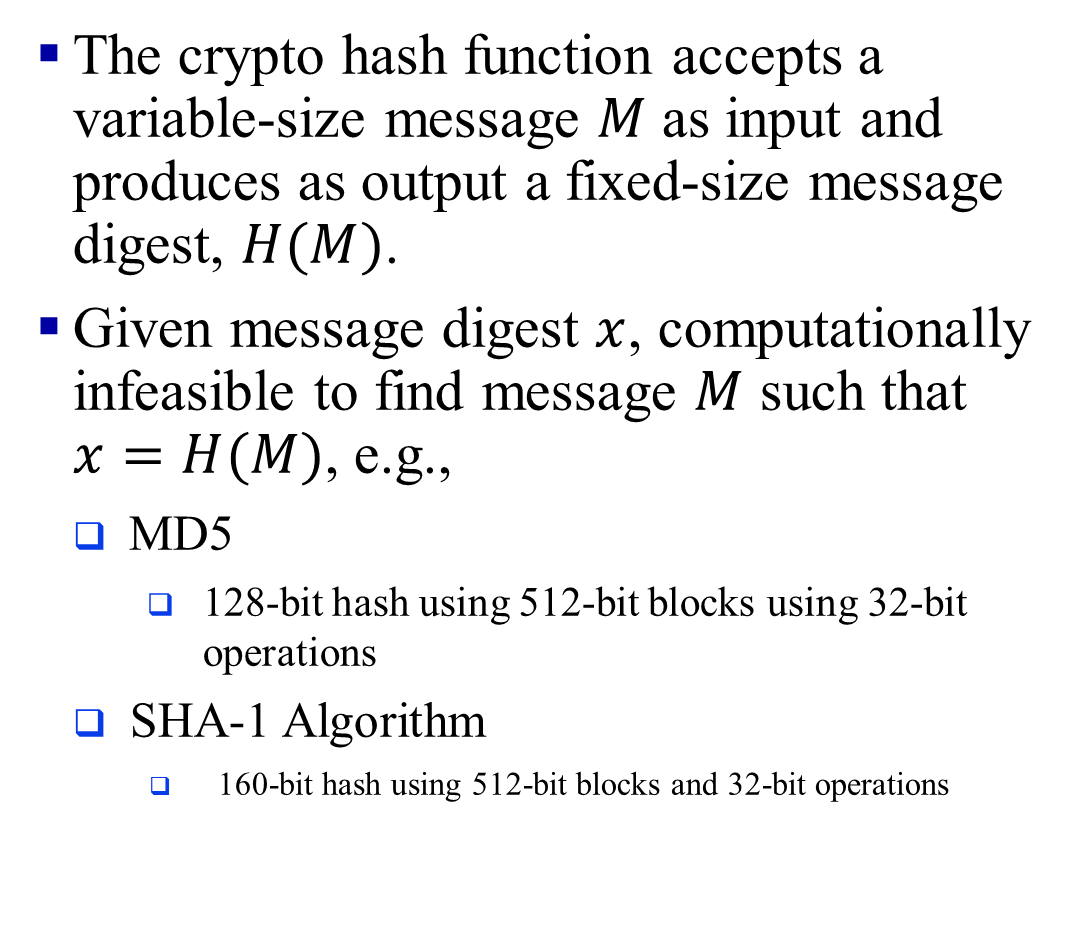 ▪ The crypto hash function accepts a
variable-size message M as input and
produces as output a fixed-size message
digest, H(M).
▪ Given message digest x, computationally
infeasible to find message M such that
x = H(M), e.g.,
❑ MD5
❑ 128-bit hash using 512-bit blocks using 32-bit
operations
❑ SHA-1 Algorithm
❑ 160-bit hash using 512-bit blocks and 32-bit operations